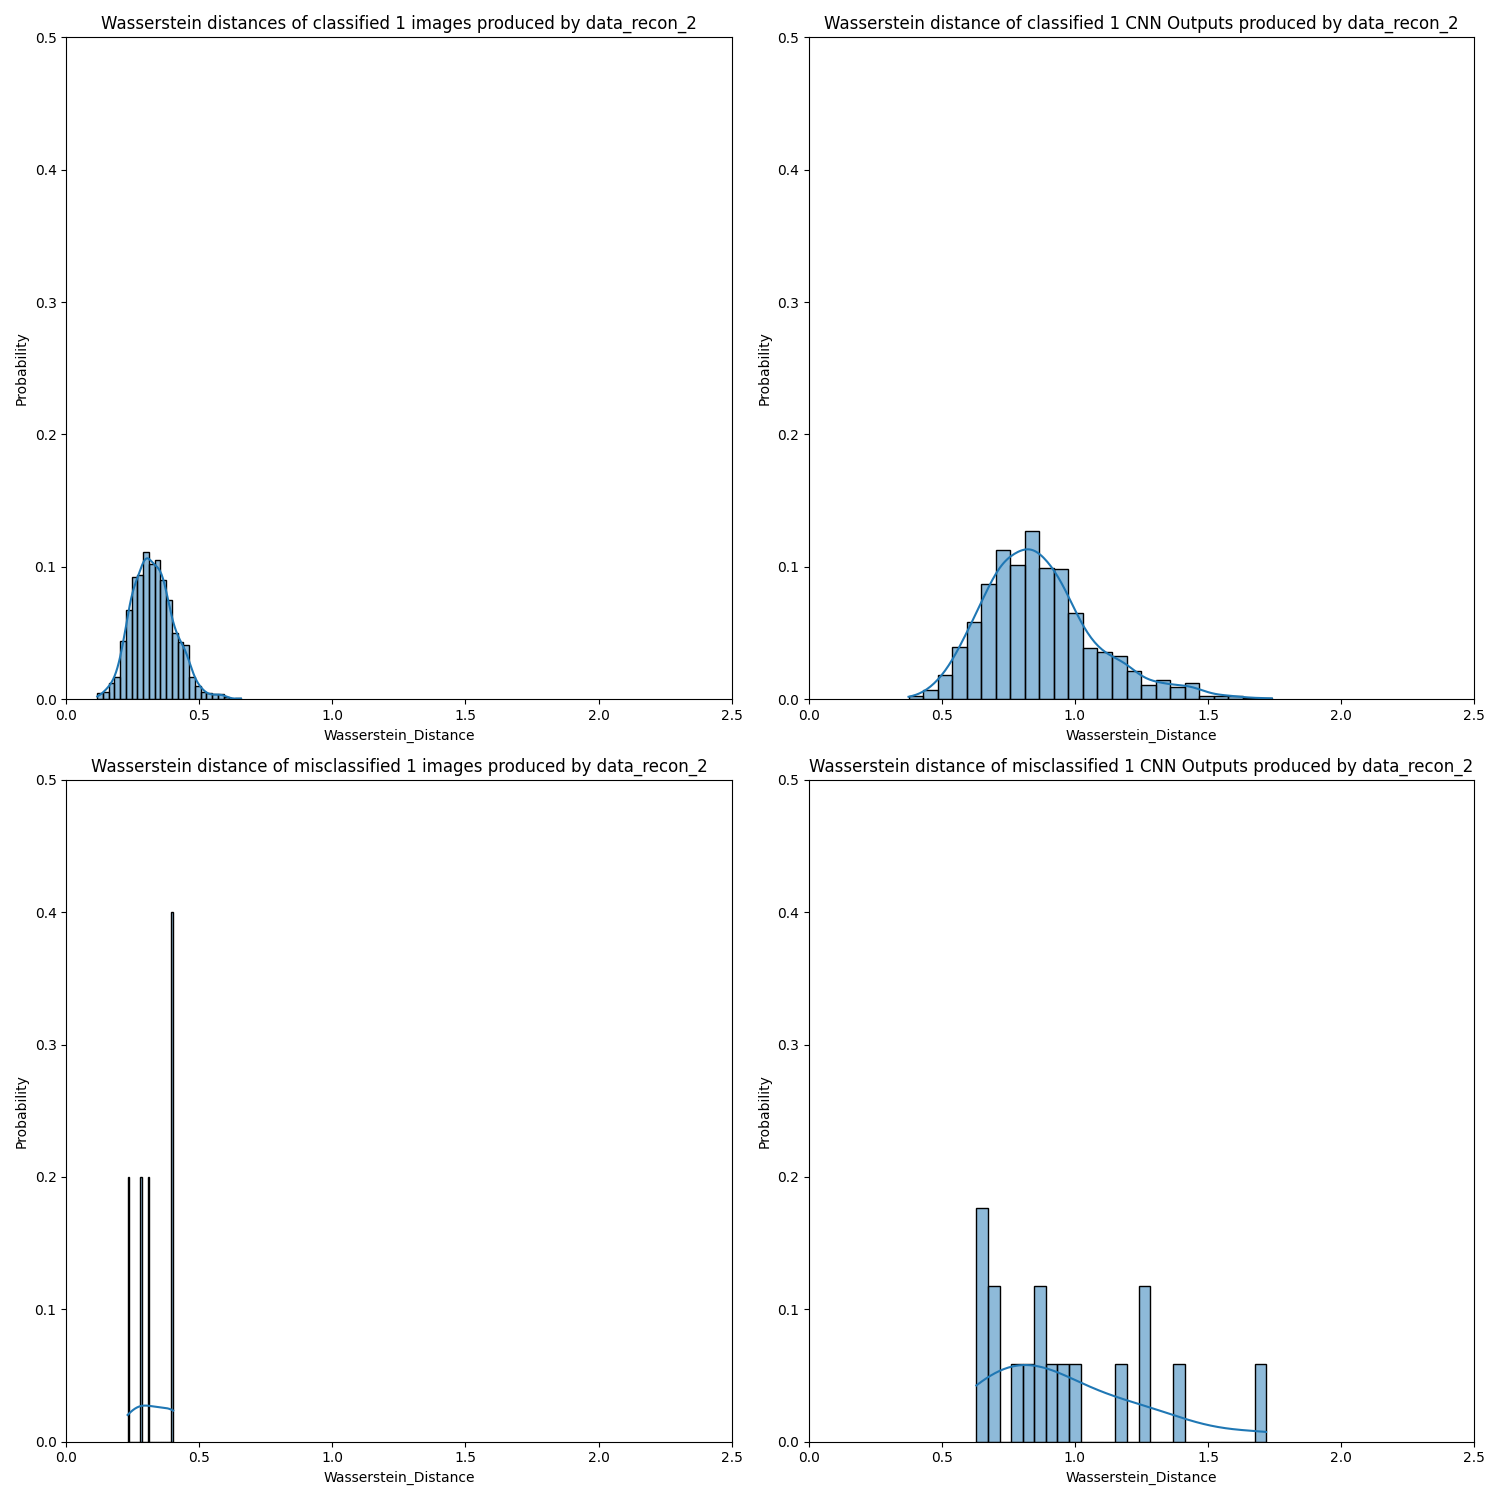 Wasserstein distances of classified 1 images produced by data_recon_2
0.5
0.4
0.3
0.2
0.1
0.0
Probability
0.0 0.5 1.0 1.5 2.0 2.5
Wasserstein_Distance
Wasserstein distance of classified 1 CNN Outputs produced by data_recon_2
0.5
0.4
0.3
0.2
0.1
0.0
Probability
0.0 0.5 1.0 1.5 2.0 2.5
Wasserstein_Distance
Wasserstein distance of misclassified 1 images produced by data_recon_2
0.5
0.4
0.3
0.2
0.1
0.0
Probability
0.0 0.5 1.0 1.5 2.0 2.5
Wasserstein_Distance
Wasserstein distance of misclassified 1 CNN Outputs produced by data_recon_2
0.5
0.4
0.3
0.2
0.1
0.0
Probability
0.0 0.5 1.0 1.5 2.0 2.5
Wasserstein_Distance